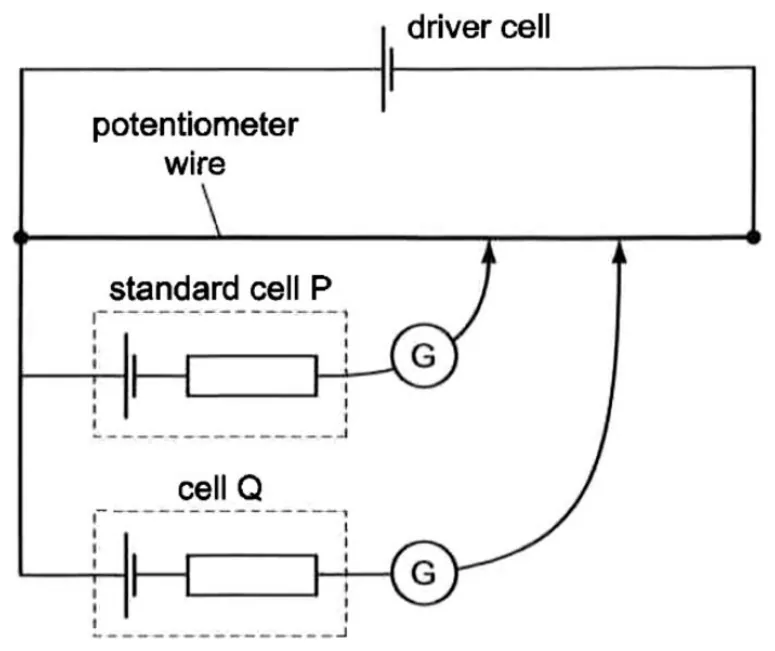 driver cell
potentiometer
wire
standard cell P
G
cell Q
G